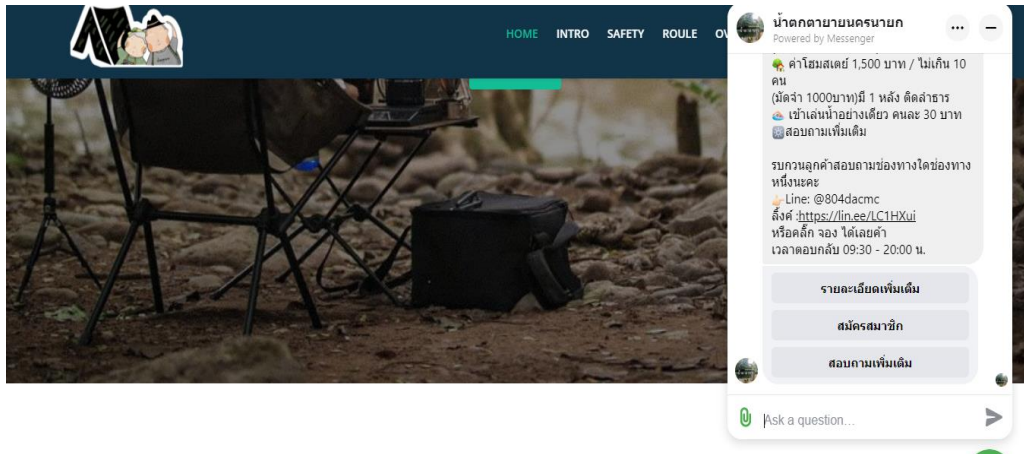 HOME INTRO SAFETY ROULE
น้ำตกตายายนครนายก
Powered by Messenger
ค่าโฮมสเตย์ 1,500 บาท / ไม่เกิน 10
คน
(มัดจำ 1000บาท)มี 1 หลัง ติดลำธาร
เข้าเล่นน้ำอย่างเดียว คนละ 30 บาท
สอบถามเพิ่มเติม
รบกวนลูกค้าสอบถามช่องทางใดช่องทาง
หนึ่งนะคะ
👉Line: @804dacmc
ลิ้งค์ :https://lin.ee/LC1HXui
หรือคลิ๊ก จอง ได้เลยค้า
เวลาตอบกลับ 09:30 - 20:00 น.
รายละเอียดเพิ่มเติม
สมัครสมาชิก
สอบถามเพิ่มเติม
Ask a question...